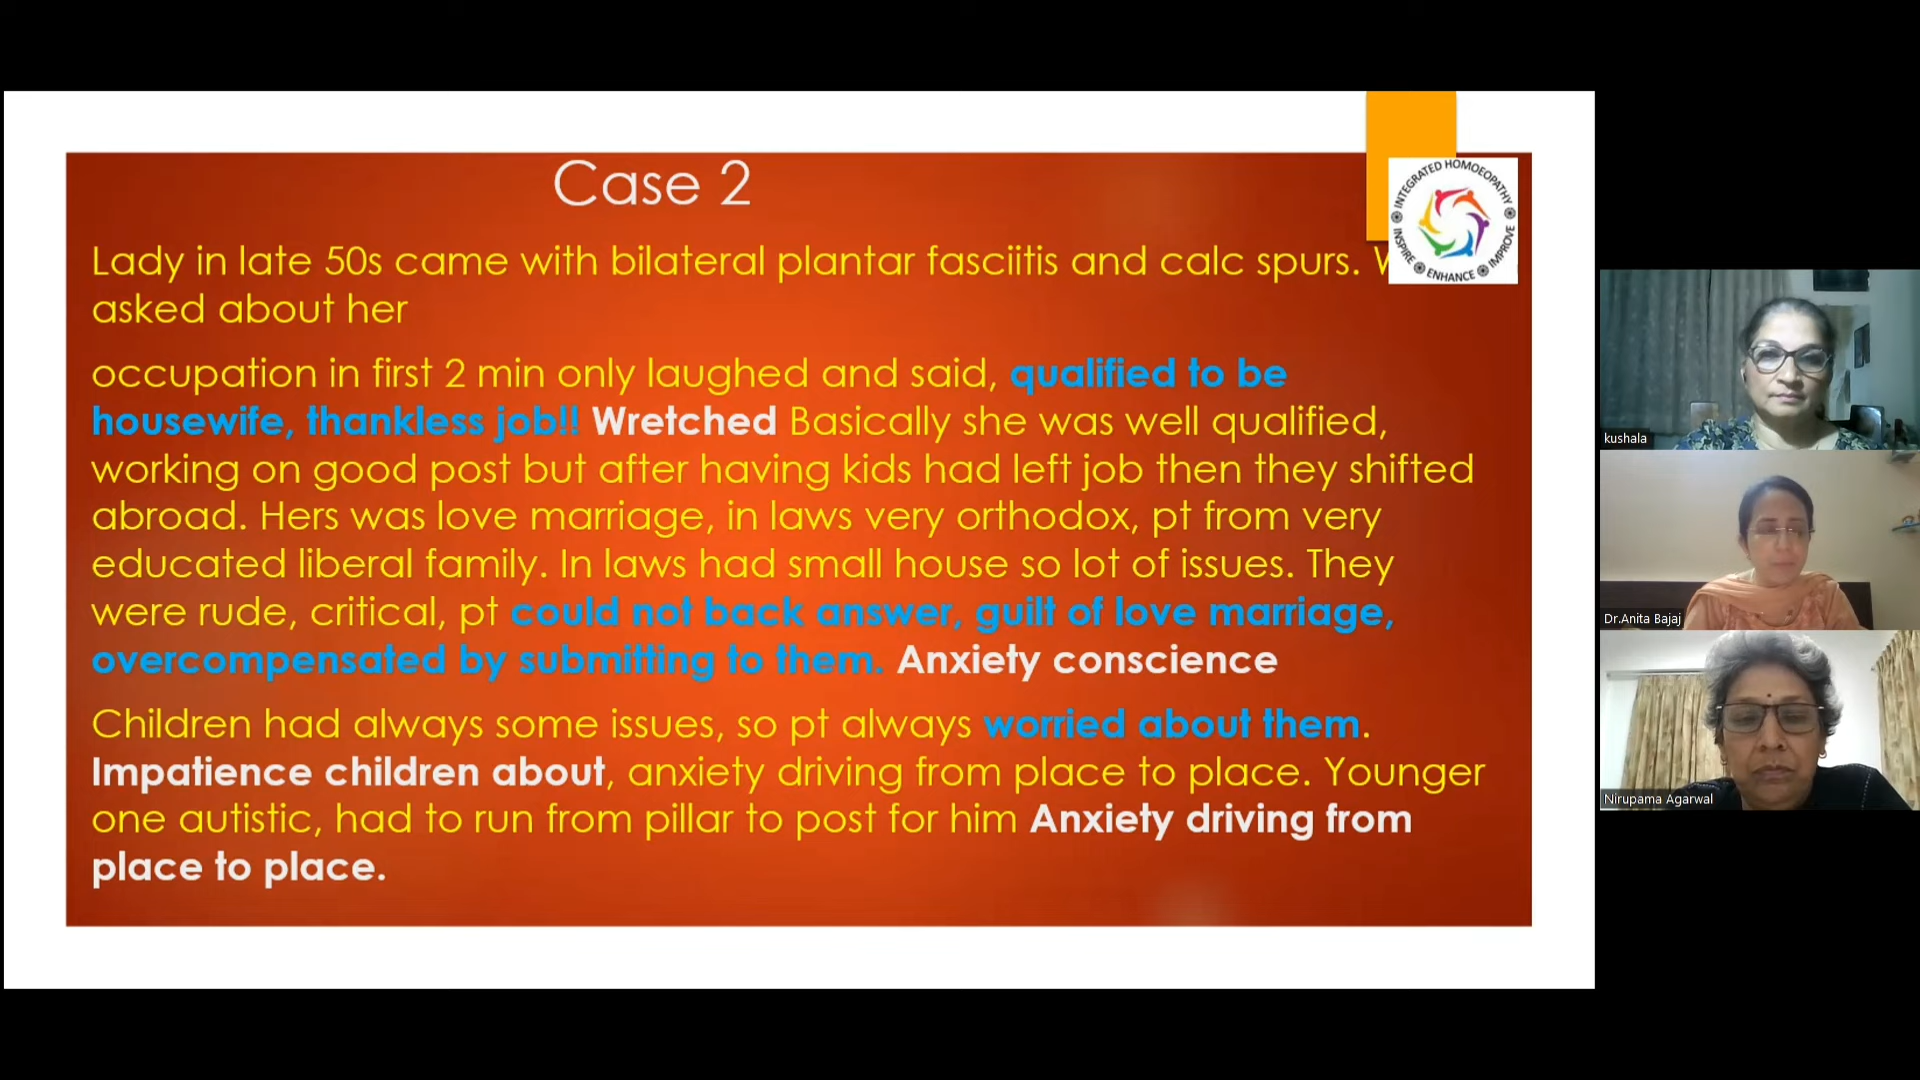 Case 2
INTEGRATED HOMOEOPATHY
INSPIRE ENHANCE IMPROVE
Lady in late 50s came with bilateral plantar fasciitis and calc spurs.
asked about her
occupation in first 2 min only laughed and said, qualified to be
housewife, thankless job!! Wretched Basically she was well qualified,
working on good post but after having kids had left job then they shifted
abroad. Hers was love marriage, in laws very orthodox, pt from very
educated liberal family. In laws had small house so lot of issues. They
were rude, critical, pt could not back answer, guilt of love marriage,
overcompensated by submitting to them. Anxiety conscience
Children had always some issues, so pt always worried about them.
Impatience children about, anxiety driving from place to place. Younger
one autistic, had to run from pillar to post for him Anxiety driving from
place to place.
kushala
Dr.Anita Bajaj
Nirupama Agarwal